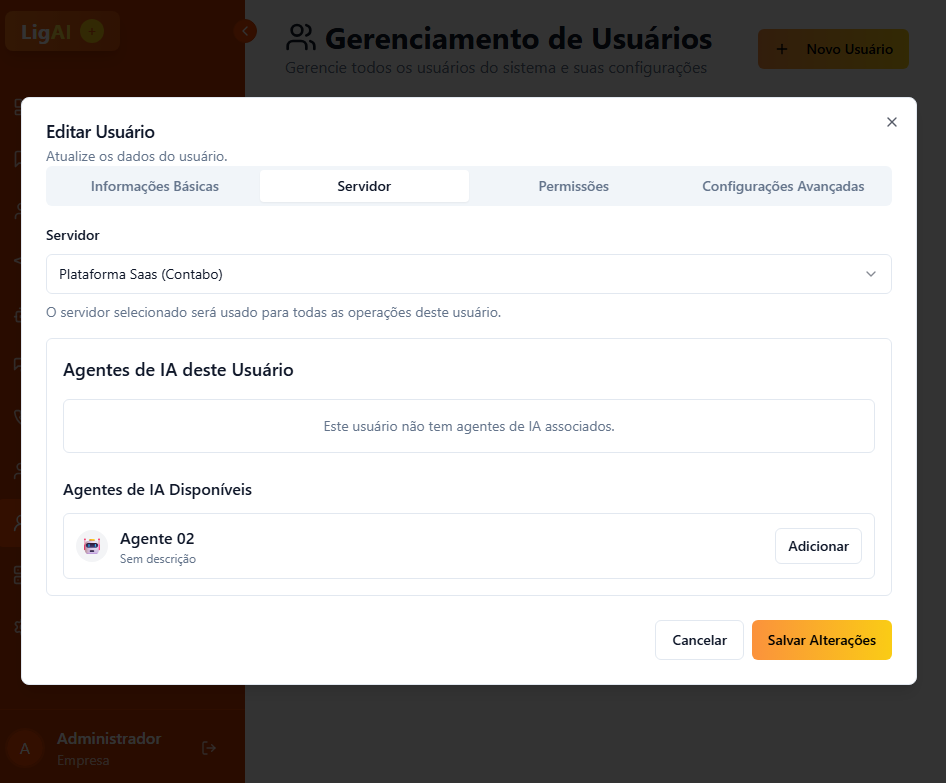 LigAI
Gerenciamento de Usuários
Gerencie todos os usuários do sistema e suas configurações
+ Novo Usuário
Editar Usuário
Atualize os dados do usuário.
Informações Básicas
Servidor
Permissões
Configurações Avançadas
Servidor
Plataforma Saas (Contabo)
O servidor selecionado será usado para todas as operações deste usuário.
Agentes de IA deste Usuário
Este usuário não tem agentes de IA associados.
Agentes de IA Disponíveis
Agente 02
Sem descrição
Adicionar
Cancelar
Salvar Alterações
A
Administrador
Empresa